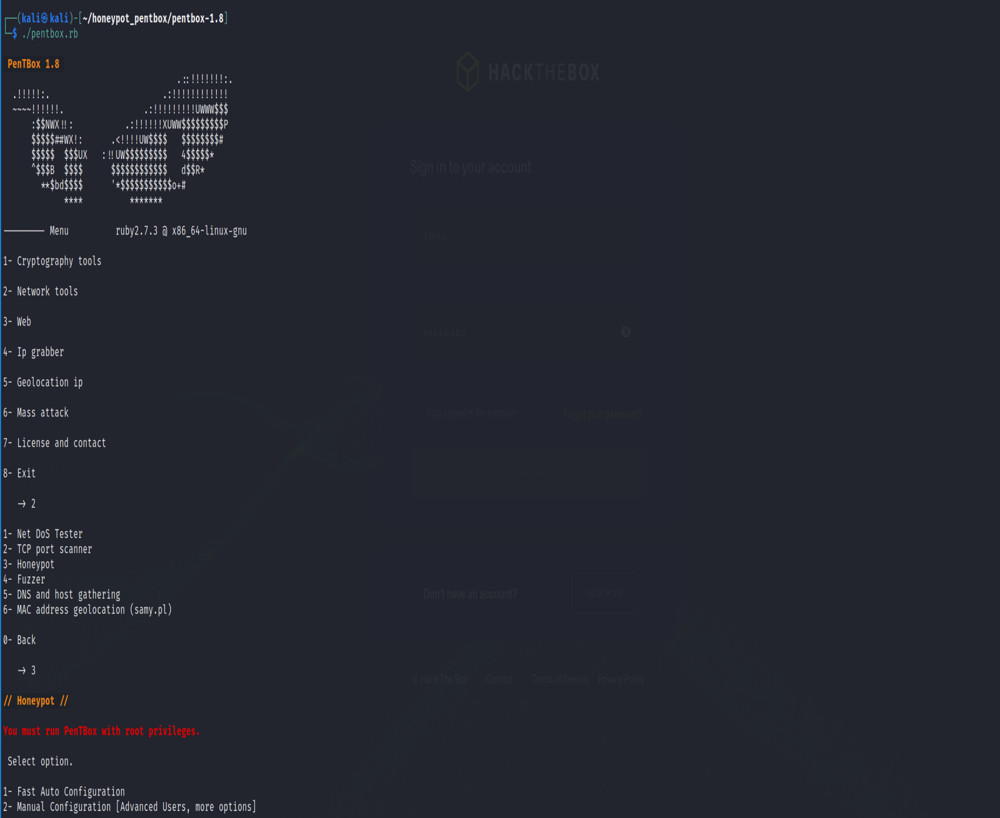 ┌──(kali㉿kali)-[~/honeypot_pentbox/pentbox-1.8]
└─$ ./pentbox.rb
PenTBox 1.8
                                     .::!!!!!!!:.
  .!!!!!:.                        .:!!!!!!!!!!!!
  ~~~~!!!!!!.                 .:!!!!!!!!!UWWW$$$
      :$$NWX!!:           .:!!!!!!XUWW$$$$$$$$$P
      $$$$$##WX!:      .<!!!!UW$$$$   $$$$$$$$#
      $$$$$  $$$UX   :!!UW$$$$$$$$$   4$$$$$*
      ^$$$B  $$$$      $$$$$$$$$$$$   d$$R*
        **$bd$$$$      '*$$$$$$$$$$$o+#
             ****          *******
───────── Menu          ruby2.7.3 @ x86_64-linux-gnu
1- Cryptography tools
2- Network tools
3- Web
4- Ip grabber
5- Geolocation ip
6- Mass attack
7- License and contact
8- Exit
   → 2
1- Net DoS Tester
2- TCP port scanner
3- Honeypot
4- Fuzzer
5- DNS and host gathering
6- MAC address geolocation (samy.pl)
0- Back
   → 3
// Honeypot //
You must run PenTBox with root privileges.
 Select option.
1- Fast Auto Configuration
2- Manual Configuration [Advanced Users, more options]
HACKTHEBOX
Sign in to your account
EMAIL
PASSWORD
Stay signed in for a month
Forgot your password?
Don't have an account?
JOIN NOW
© Hack The Box
Contact
Terms of Service
Privacy Policy